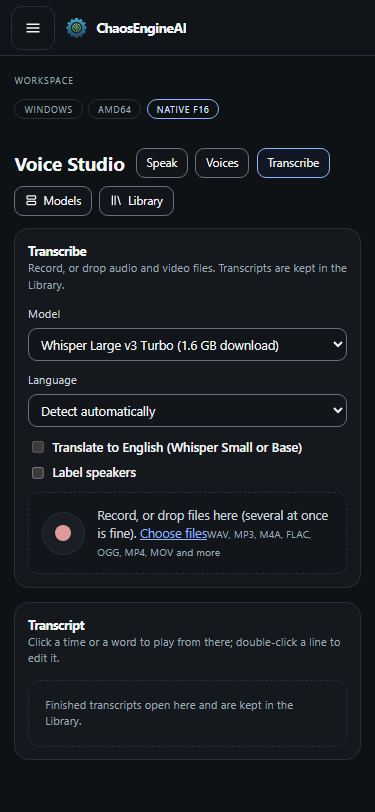 ChaosEngineAI
WORKSPACE
WINDOWS AMD64 NATIVE F16
Voice Studio Speak Voices Transcribe
Models Library
Transcribe
Record, or drop audio and video files. Transcripts are kept in the
Library.
Model
Whisper Large v3 Turbo (1.6 GB download)
Language
Detect automatically
Translate to English (Whisper Small or Base)
Label speakers
Record, or drop files here (several at once
is fine). Choose filesWAV, MP3, M4A, FLAC,
OGG, MP4, MOV and more
Transcript
Click a time or a word to play from there; double-click a line to
edit it.
Finished transcripts open here and are kept in the
Library.